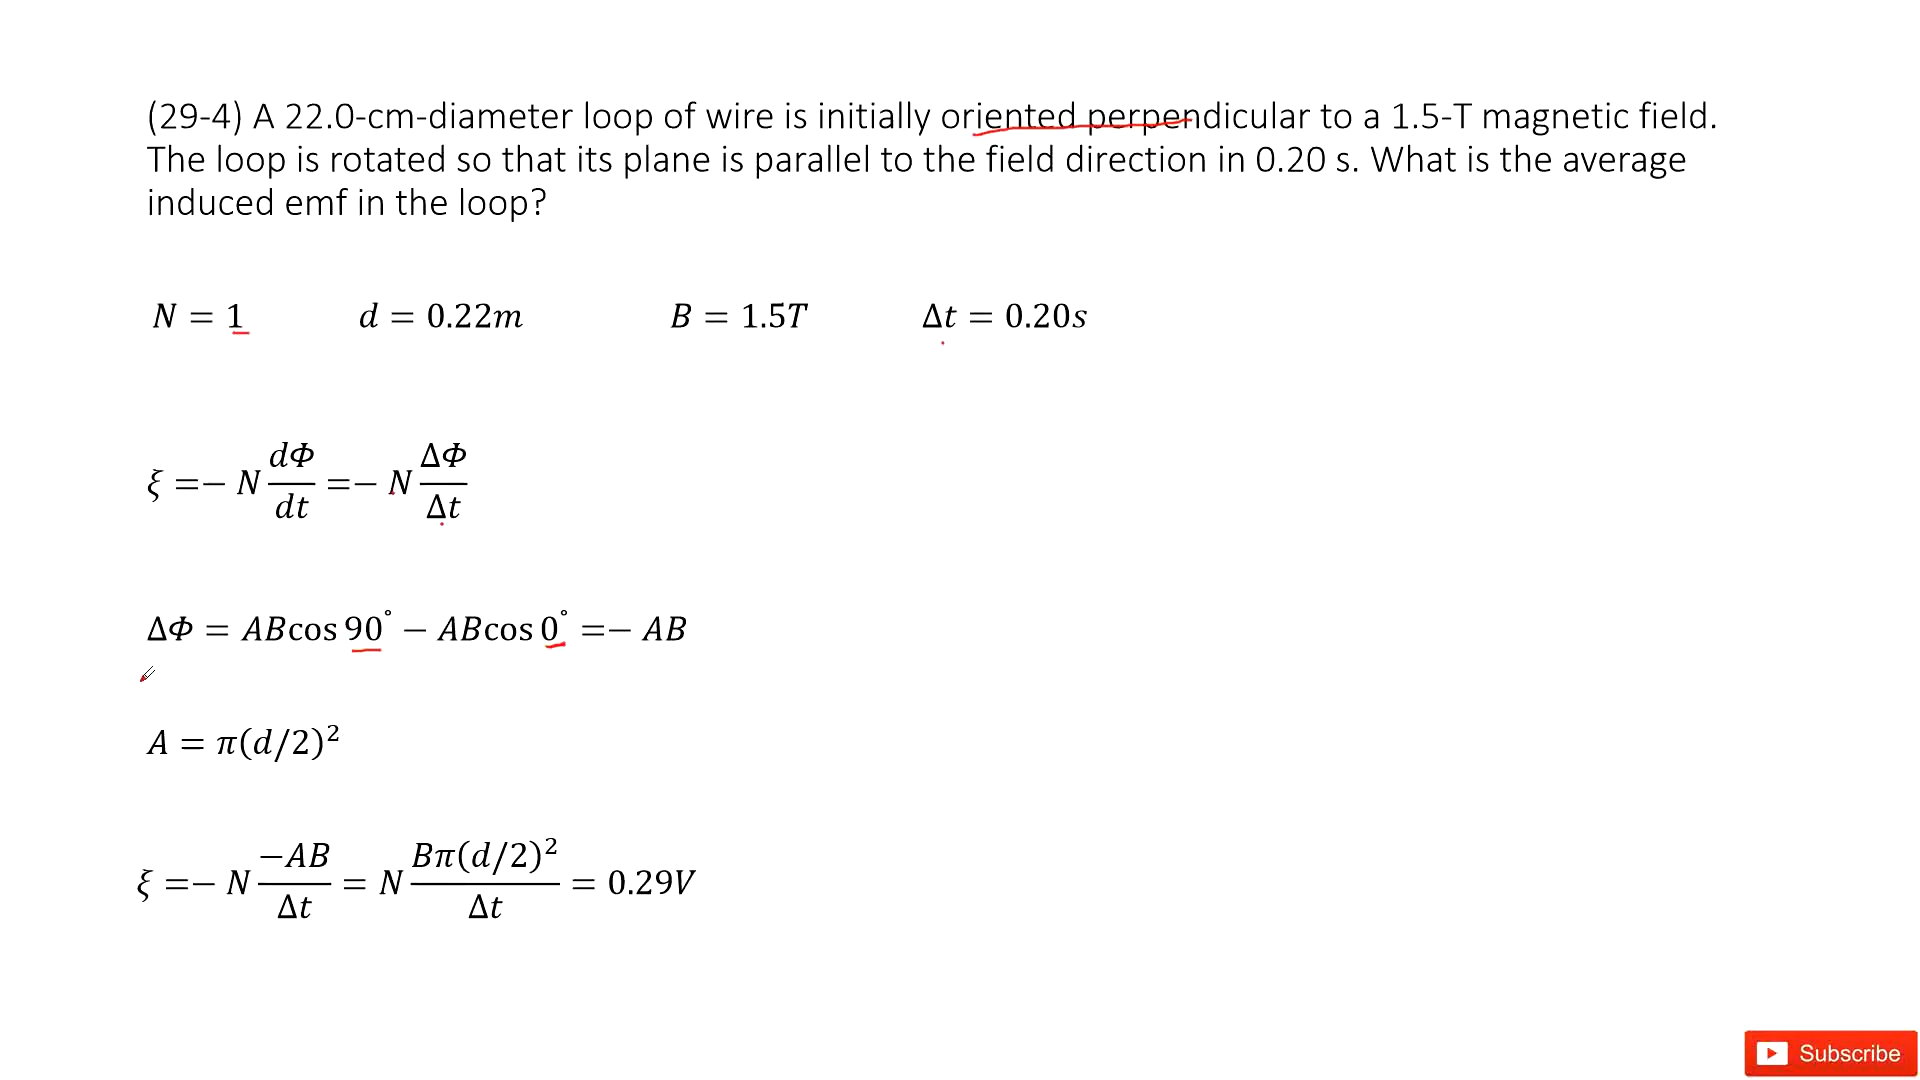 (29-4) A 22.0-cm-diameter loop of wire is initially oriented perpendicular to a 1.5-T magnetic field.
The loop is rotated so that its plane is parallel to the field direction in 0.20 s. What is the average
induced emf in the loop?
N = 1 d = 0.22m B = 1.5T Δt = 0.20s
ξ =− N dΦ/dt =− N ΔΦ/Δt
ΔΦ = ABcos 90° − ABcos 0° =− AB
A = π(d/2)²
ξ =− N −AB/Δt = N Bπ(d/2)²/Δt = 0.29V
Subscribe